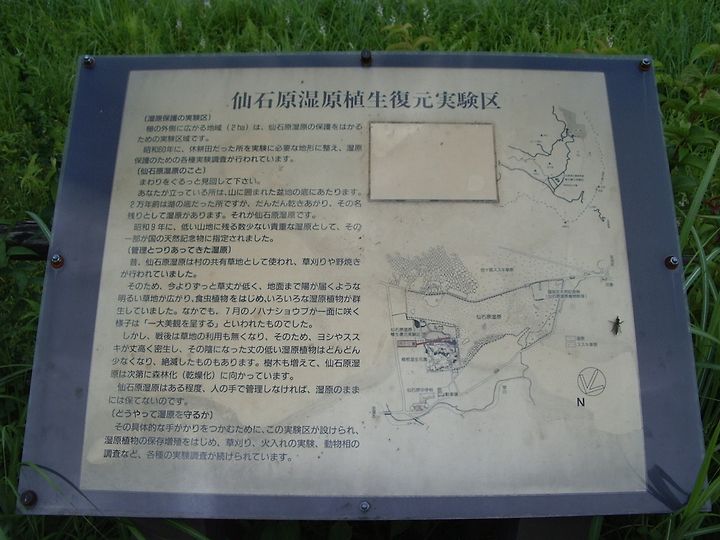 仙石原湿原植生復元実験区
(湿原保護の実験区)
柵の外側に広がる地域(2ha)は、仙石原湿原の保護をはかる
ための実験区域です。
昭和60年に、休耕田だった所を実験に必要な地形に整え、湿原
保護のための各種実験調査が行われています。
(仙石原湿原のこと)
まわりをぐるっと見回して下さい。
あなたが立っている所は、山に囲まれた盆地の底にあたります。
2万年前は湖の底だった所ですが、だんだん乾きあがり、その名
残りとして湿原があります。それが仙石原湿原です。
昭和9年に、低い山地に残る数少ない貴重な湿原として、その
一部が国の天然記念物に指定されました。
(管理とつりあってきた湿原)
昔、仙石原湿原は村の共有草地として使われ、草刈りや野焼き
が行われていました。
そのため、今よりずっと草丈が低く、地面まで陽が届くような
明るい草地が広がり、食虫植物をはじめ、いろいろな湿原植物が群
生していました。なかでも、7月のノハナショウブが一面に咲く
様子は「一大美観を呈する」といわれたものでした。
しかし、戦後は草地の利用も無くなり、そのため、ヨシやスス
キが丈高く密生し、その陰になった丈の低い湿原植物はどんどん
少なくなり、絶滅したものもあります。樹木も増えて、仙石原湿
原は次第に森林化(乾燥化)に向かっています。
仙石原湿原はある程度、人の手で管理しなければ、湿原のまま
には保てないのです。
(どうやって湿原を守るか)
その具体的な手がかりをつかむために、この実験区が設けられ、
湿原植物の保存増殖をはじめ、草刈り、火入れの実験、動物相の
調査など、各種の実験調査が続けられています。
仙石原湿原
仙石原湿原
植生復元実験区
仙石原中学校
N